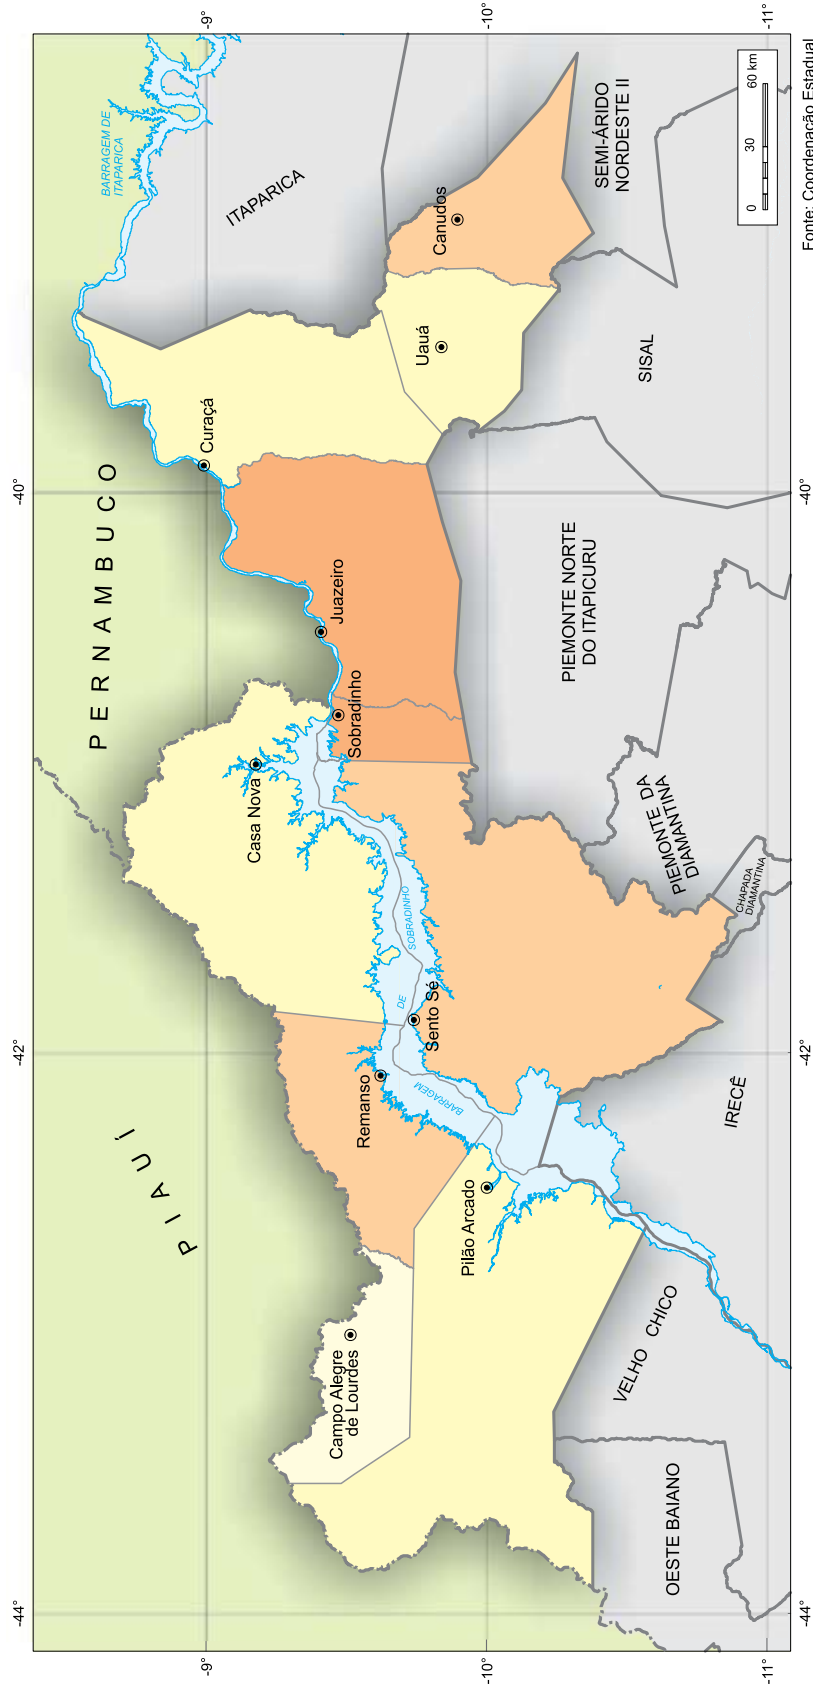 -44°
-42°
-40°
-9°
-9°
-10°
-10°
-11°
-11°
-44°
-42°
-40°
PIAUÍ
PERNAMBUCO
BARRAGEM DE
ITAPARICA
ITAPARICA
Campo Alegre
de Lourdes
Remanso
Pilão Arcado
Casa Nova
Sento Sé
Sobradinho
Juazeiro
Curaçá
Uauá
Canudos
BARRAGEM
DE
SOBRADINHO
OESTE BAIANO
VELHO CHICO
IRECÊ
CHAPADA
DIAMANTINA
PIEMONTE DA
DIAMANTINA
PIEMONTE NORTE
DO ITAPICURU
SISAL
SEMI-ÁRIDO
NORDESTE II
0 30 60 km
Fonte: Coordenação Estadual